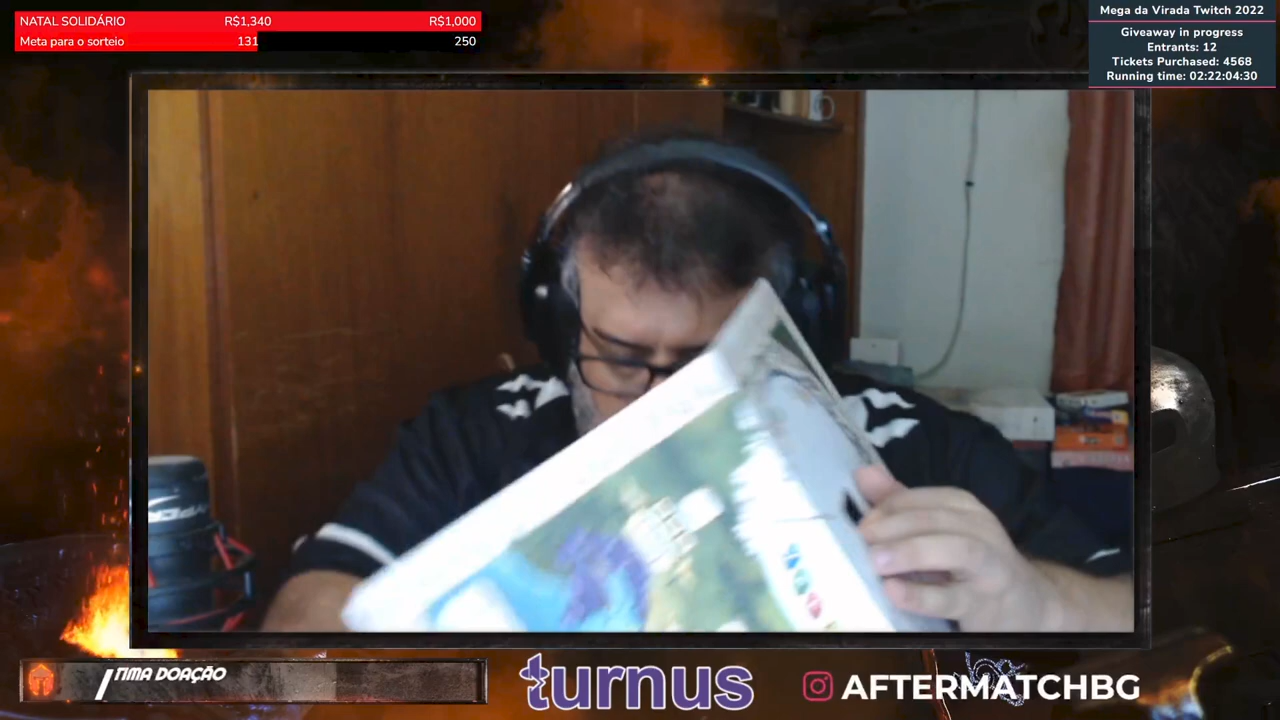 NATAL SOLIDÁRIO R$1,340 R$1,000
Meta para o sorteio 131 250
Mega da Virada Twitch 2022
Giveaway in progress
Entrants: 12
Tickets Purchased: 4568
Running time: 02:22:04:30
TIMA DOAÇÃO
turnus
AFTERMATCHBG